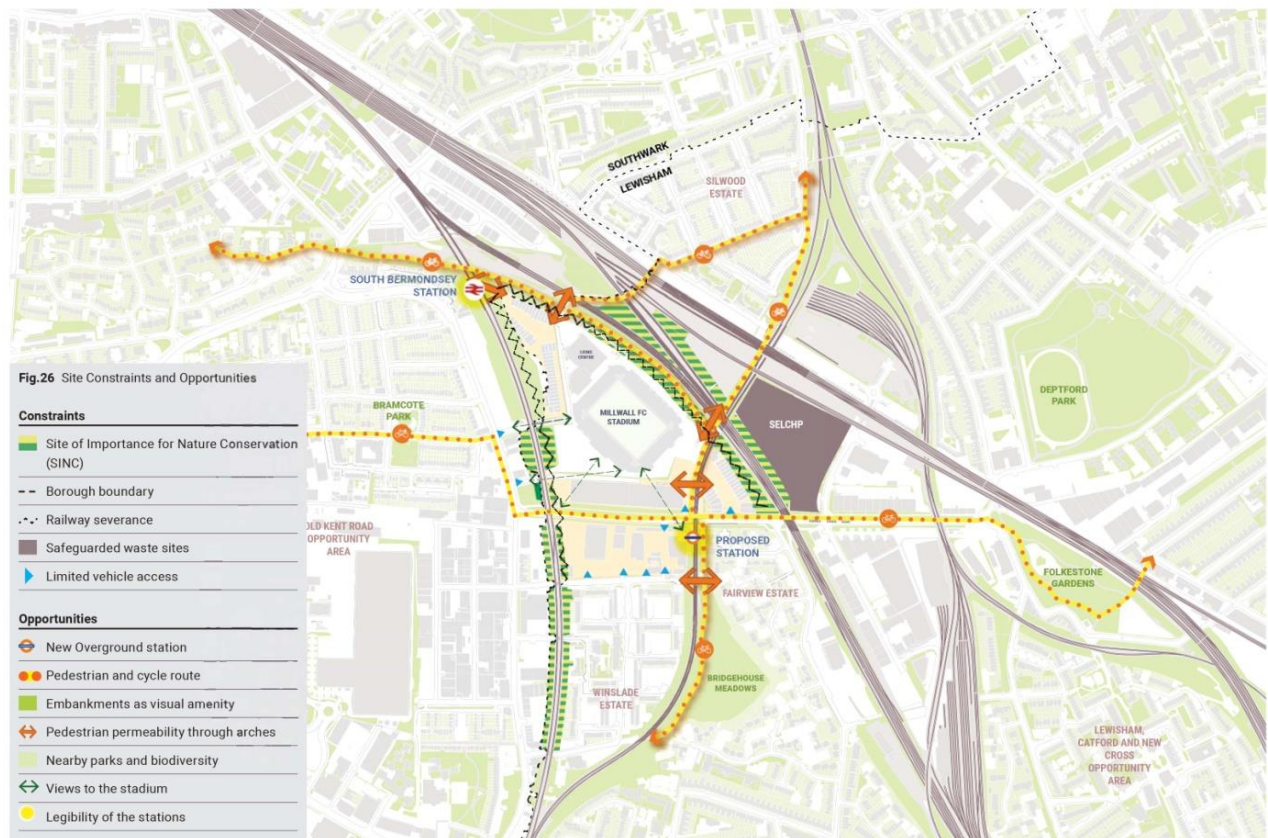 SOUTHWARK
LEWISHAM
SILWOOD
ESTATE
SOUTH BERMONDSEY
STATION
LIONS
CENTER
MILLWALL FC
STADIUM
SELCHP
DEPTFORD
PARK
BRAMCOTE
PARK
OLD KENT ROAD
OPPORTUNITY
AREA
PROPOSED
STATION
FAIRVIEW ESTATE
FOLKESTONE
GARDENS
WINSLADE
ESTATE
BRIDGEHOUSE
MEADOWS
LEWISHAM,
CATFORD AND NEW
CROSS
OPPORTUNITY
AREA
Fig.26 Site Constraints and Opportunities
Constraints
Site of Importance for Nature Conservation
(SINC)
Borough boundary
Railway severance
Safeguarded waste sites
Limited vehicle access
Opportunities
New Overground station
Pedestrian and cycle route
Embankments as visual amenity
Pedestrian permeability through arches
Nearby parks and biodiversity
Views to the stadium
Legibility of the stations